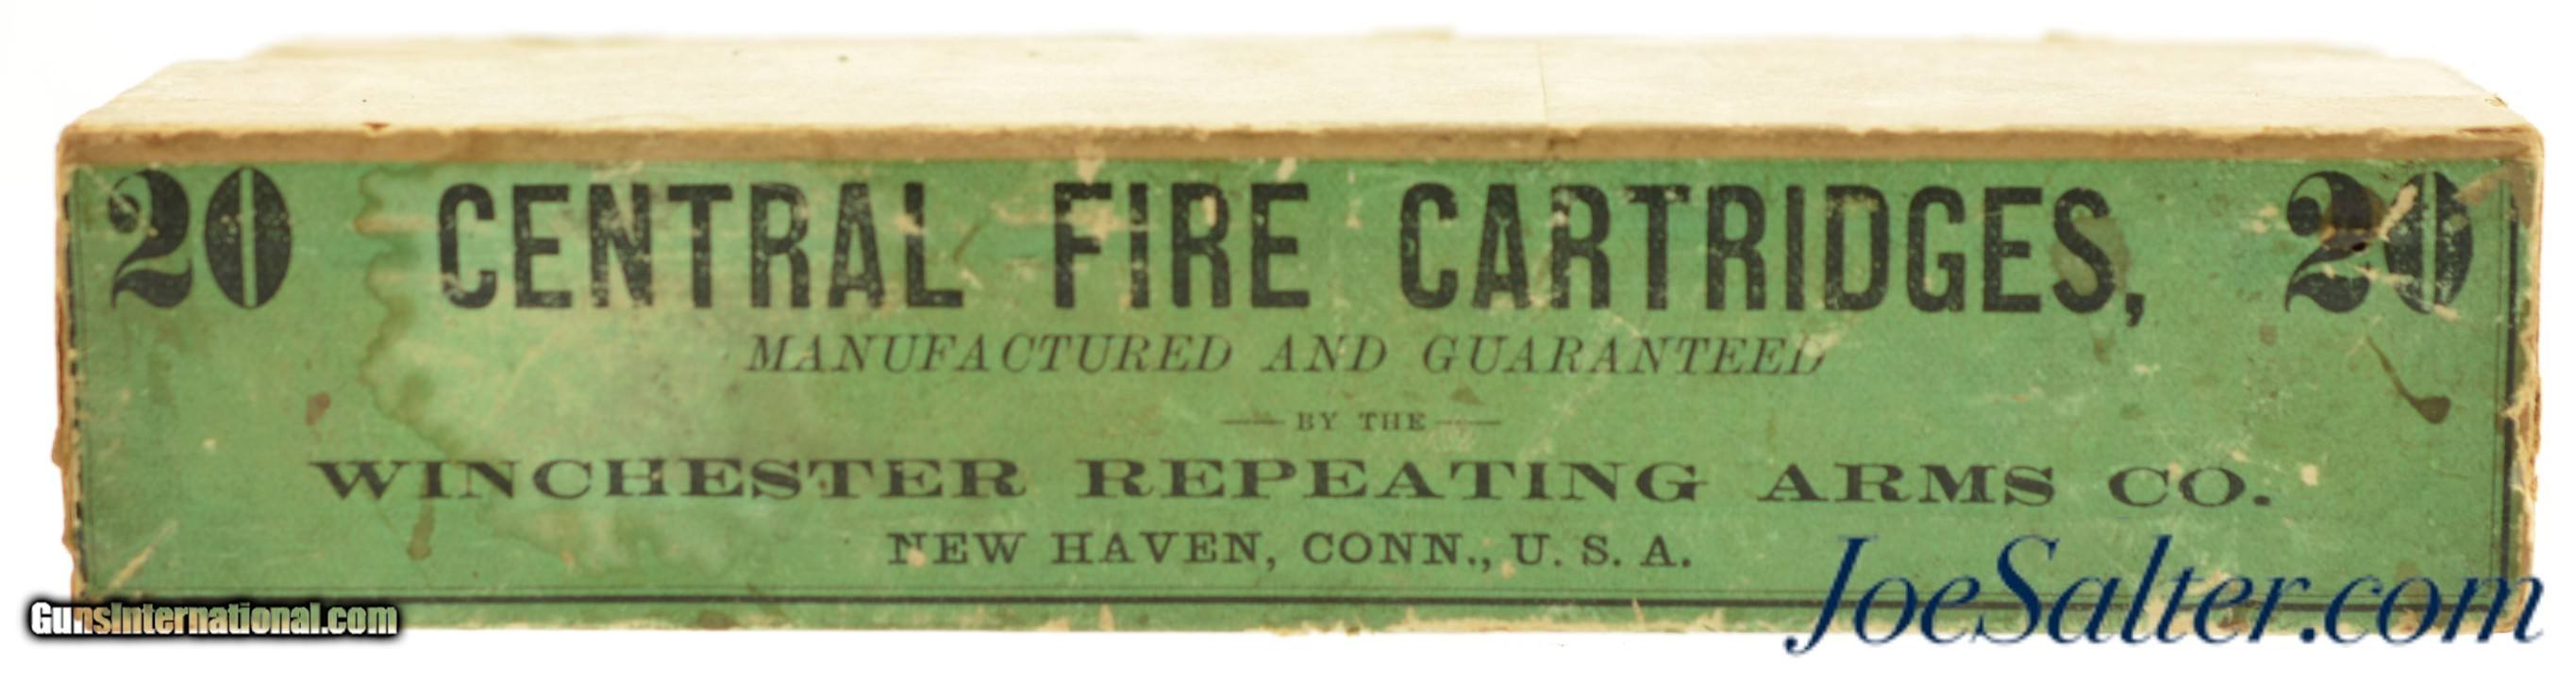 20 CENTRAL FIRE CARTRIDGES, 20
MANUFACTURED AND GUARANTEED
BY THE
WINCHESTER REPEATING ARMS CO.
NEW HAVEN, CONN., U. S. A.
GunsInternational.com
JoeSalter.com